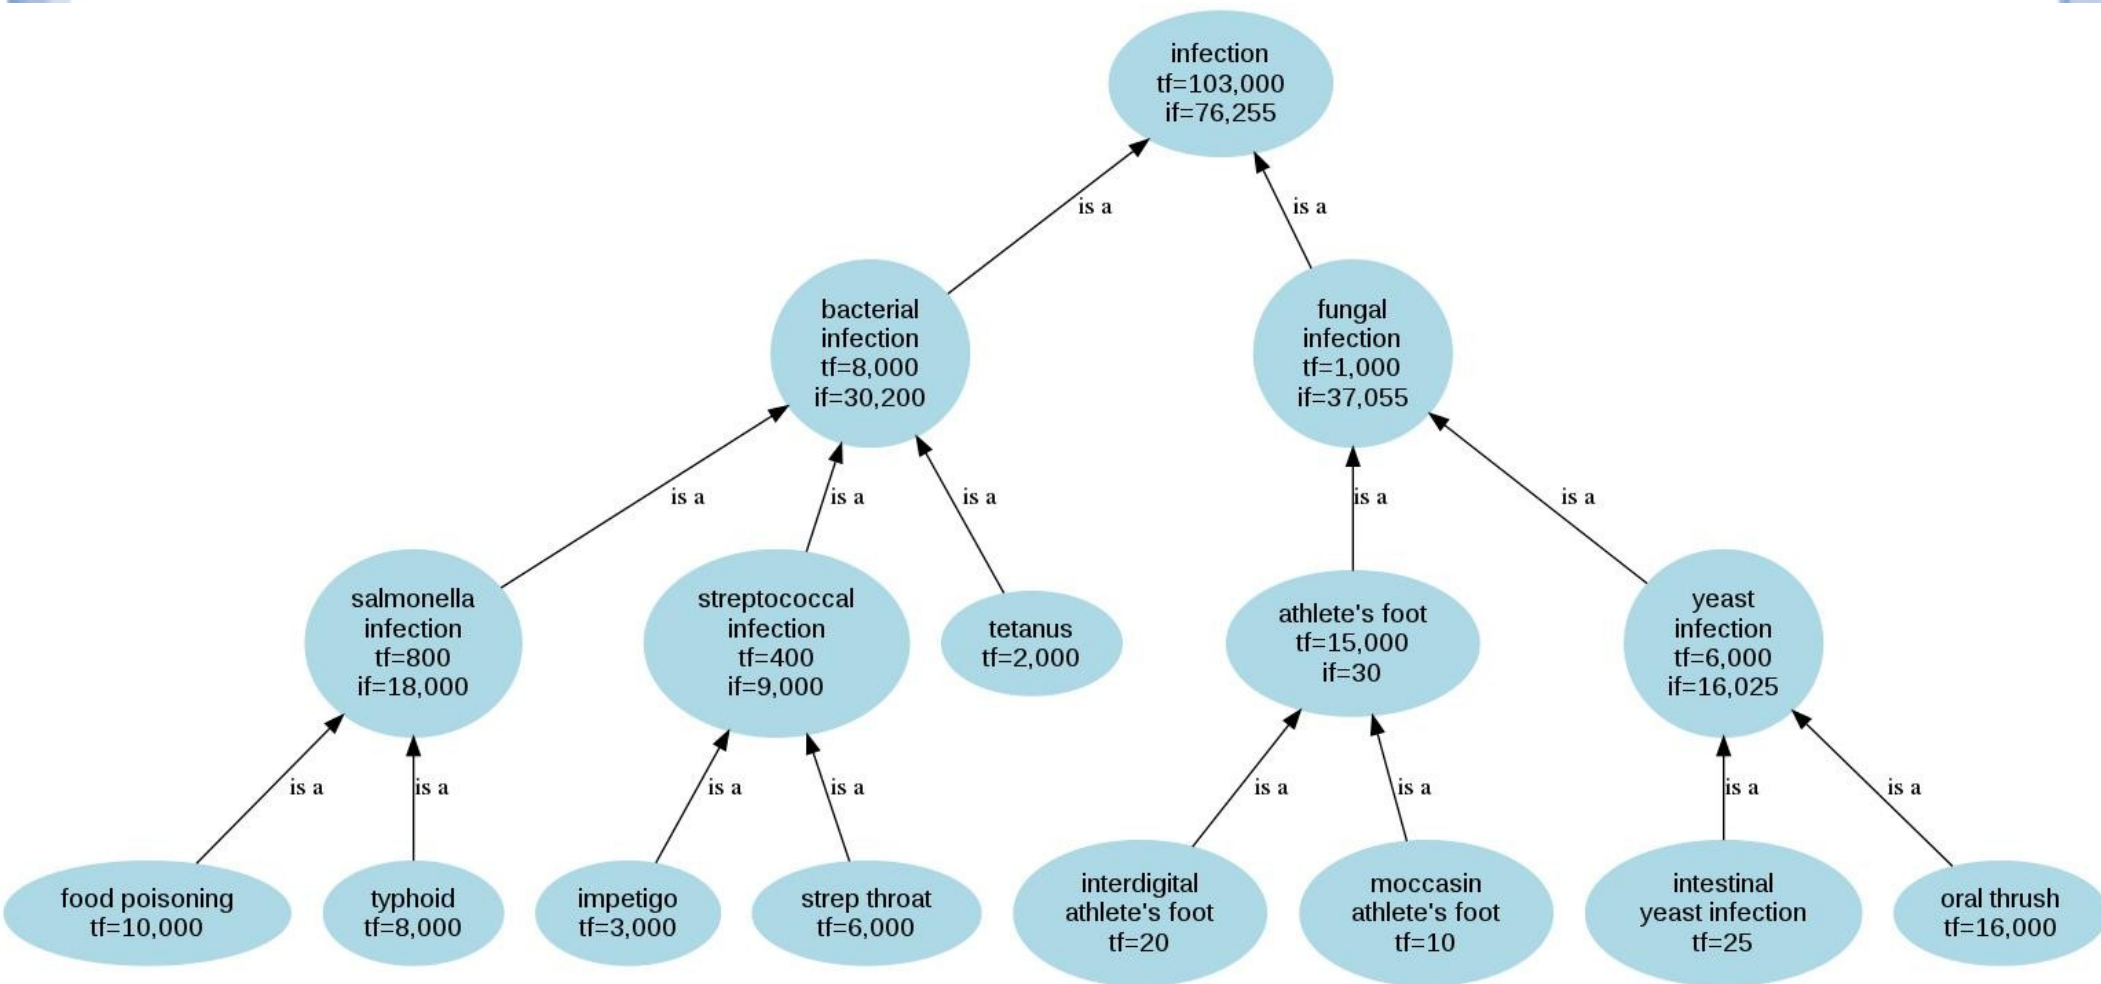 infection
tf=103,000
if=76,255
is a
is a
bacterial
infection
tf=8,000
if=30,200
fungal
infection
tf=1,000
if=37,055
is a
is a
is a
is a
is a
salmonella
infection
tf=800
if=18,000
streptococcal
infection
tf=400
if=9,000
tetanus
tf=2,000
athlete's foot
tf=15,000
if=30
yeast
infection
tf=6,000
if=16,025
is a
is a
is a
is a
is a
is a
is a
is a
food poisoning
tf=10,000
typhoid
tf=8,000
impetigo
tf=3,000
strep throat
tf=6,000
interdigital
athlete's foot
tf=20
moccasin
athlete's foot
tf=10
intestinal
yeast infection
tf=25
oral thrush
tf=16,000